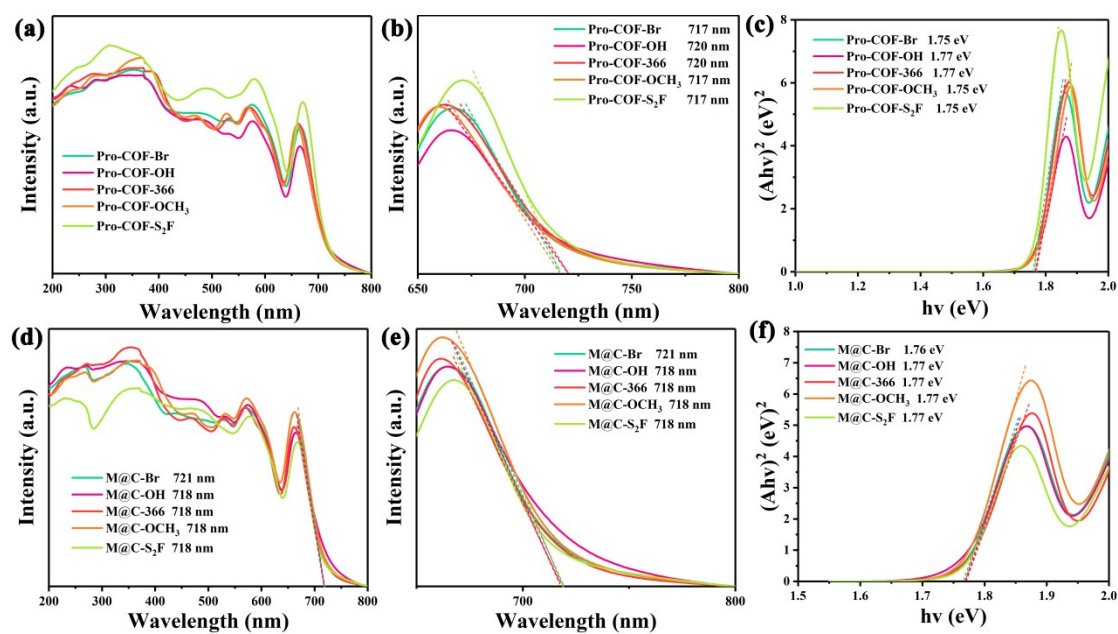 (a)
Intensity (a.u.)
Pro-COF-Br
Pro-COF-OH
Pro-COF-366
Pro-COF-OCH₃
Pro-COF-S₂F
200 300 400 500 600 700 800
Wavelength (nm)
(b)
Intensity (a.u.)
Pro-COF-Br 717 nm
Pro-COF-OH 720 nm
Pro-COF-366 720 nm
Pro-COF-OCH₃ 717 nm
Pro-COF-S₂F 717 nm
650 700 750 800
Wavelength (nm)
(c)
(Ahv)² (eV)²
Pro-COF-Br 1.75 eV
Pro-COF-OH 1.77 eV
Pro-COF-366 1.77 eV
Pro-COF-OCH₃ 1.75 eV
Pro-COF-S₂F 1.75 eV
8
6
4
2
0
1.0 1.2 1.4 1.6 1.8 2.0
hv (eV)
(d)
Intensity (a.u.)
M@C-Br 721 nm
M@C-OH 718 nm
M@C-366 718 nm
M@C-OCH₃ 718 nm
M@C-S₂F 718 nm
200 300 400 500 600 700 800
Wavelength (nm)
(e)
Intensity (a.u.)
M@C-Br 721 nm
M@C-OH 718 nm
M@C-366 718 nm
M@C-OCH₃ 718 nm
M@C-S₂F 718 nm
700 800
Wavelength (nm)
(f)
(Ahv)² (eV)²
M@C-Br 1.76 eV
M@C-OH 1.77 eV
M@C-366 1.77 eV
M@C-OCH₃ 1.77 eV
M@C-S₂F 1.77 eV
8
7
6
5
4
3
2
1
0
1.5 1.6 1.7 1.8 1.9 2.0
hv (eV)